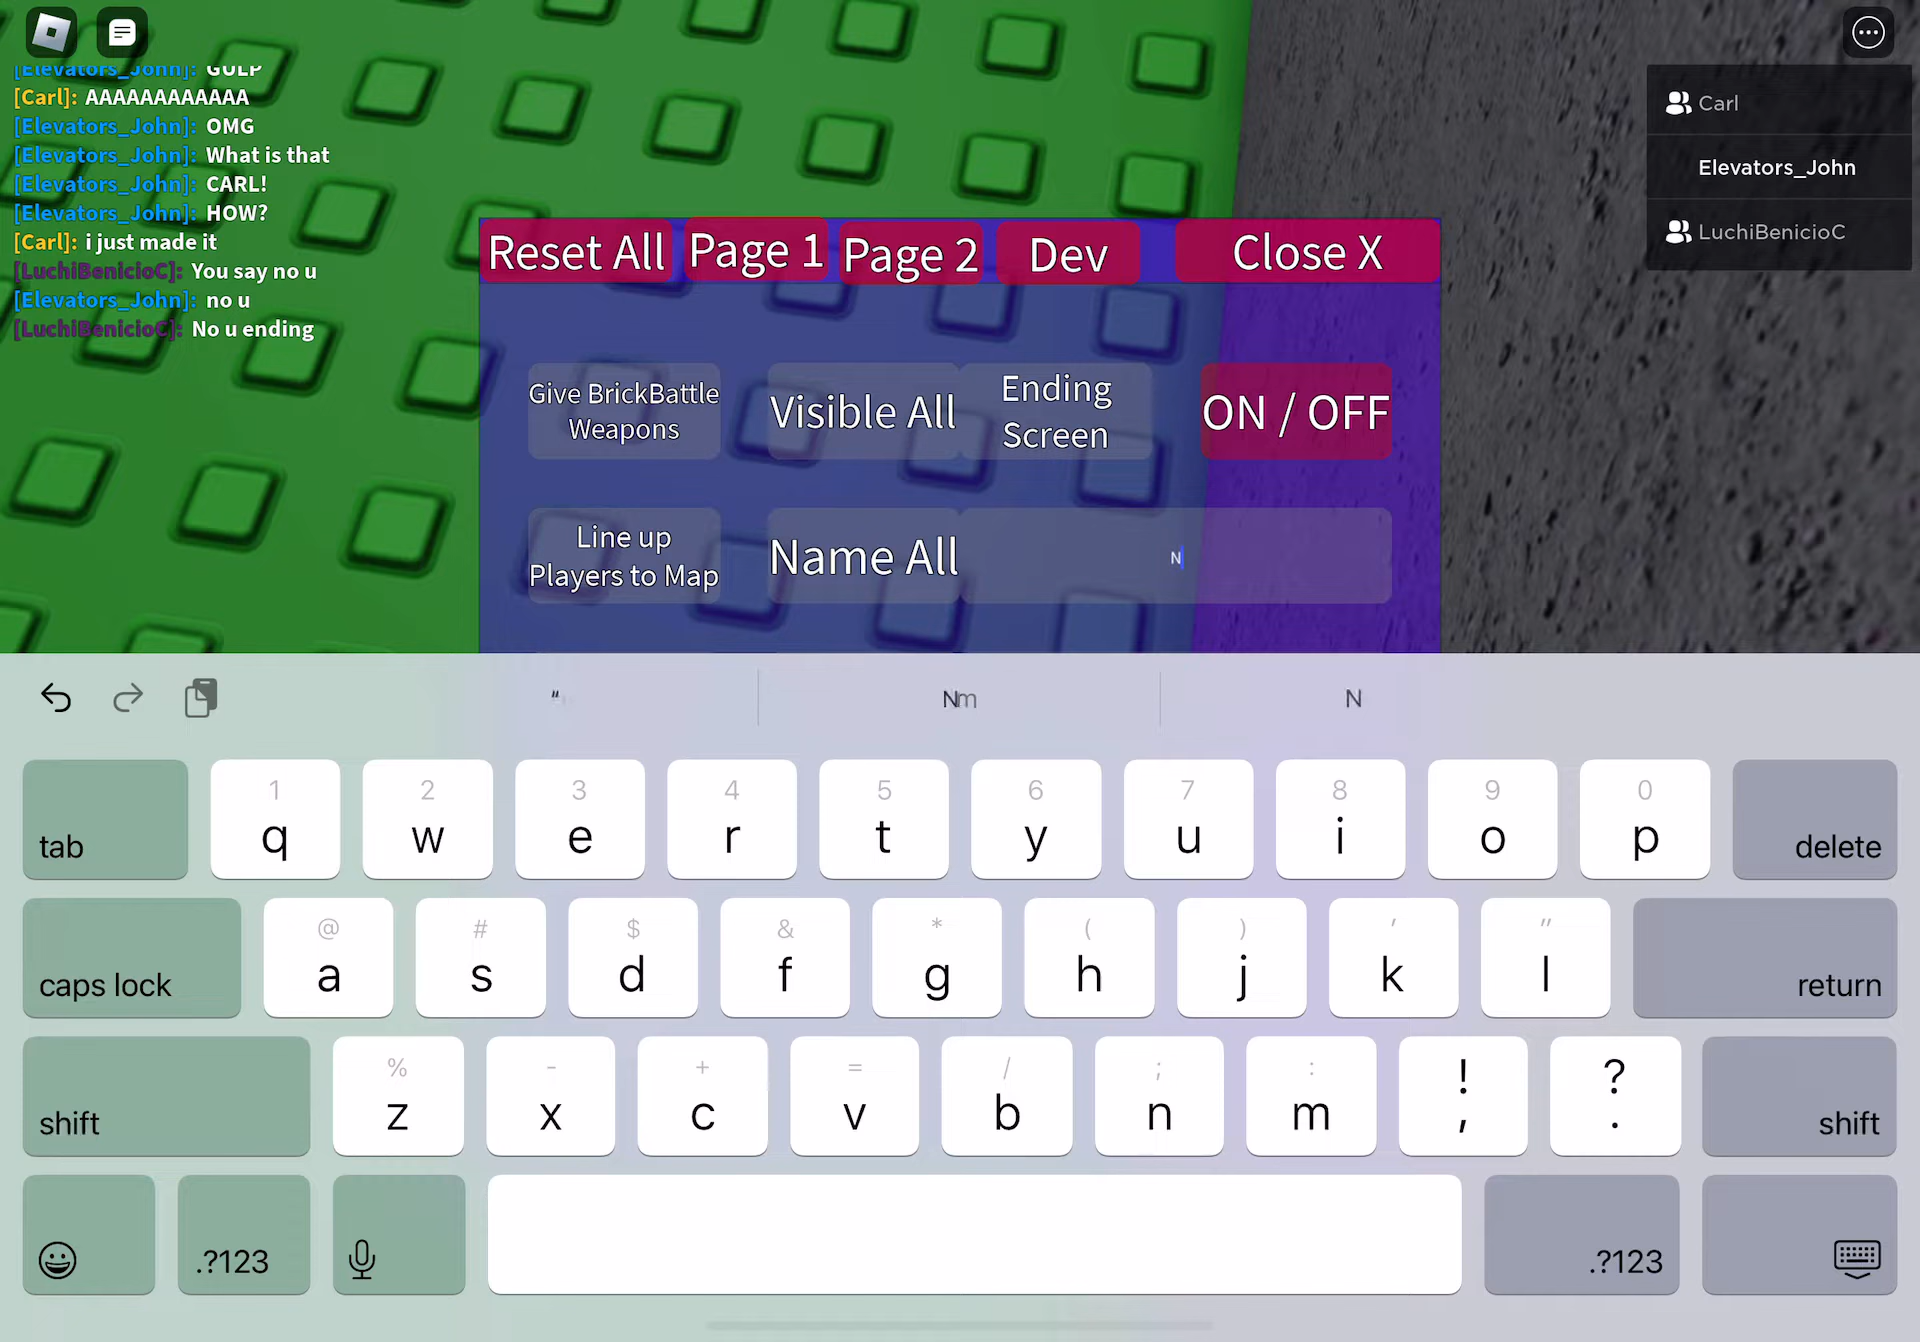 [Elevators_John]: GULP
[Carl]: AAAAAAAAAAAA
[Elevators_John]: OMG
[Elevators_John]: What is that
[Elevators_John]: CARL!
[Elevators_John]: HOW?
[Carl]: i just made it
[LuchiBenicioC]: You say no u
[Elevators_John]: no u
[LuchiBenicioC]: No u ending
Carl
Elevators_John
LuchiBenicioC
Reset All Page 1 Page 2 Dev Close X
Give BrickBattle
Weapons
Visible All
Ending
Screen
ON / OFF
Line up
Players to Map
Name All
N
" N N
1 2 3 4 5 6 7 8 9 0
tab q w e r t y u i o p delete
@ # $ & * ( ) ' "
caps lock a s d f g h j k l return
% - + = / ; : ! ?
shift z x c v b n m , . shift
.?123 .?123